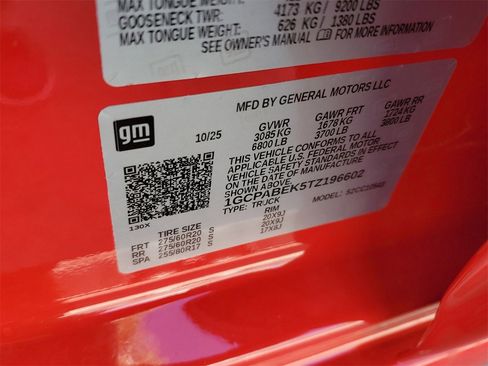 MAX TONGUE WEIGHT:
4173 KG / 9200 LBS
GOOSENECK TWR:
626 KG / 1380 LBS
MAX TONGUE WEIGHT:
SEE OWNER'S MANUAL FOR MORE INFORMATION
MFD BY GENERAL MOTORS LLC
gm
10/25
GVWR GAWR FRT GAWR RR
3085KG 1678 KG 1724 KG
6800 LB 3700 LB 3800 LB
THIS VEHICLE CONFORMS TO ALL
APPLICABLE U.S. FEDERAL MOTOR
VEHICLE SAFETY STANDARDS IN
EFFECT ON THE DATE OF MANUFACTURE
SHOWN ABOVE.
1GCPABEK5TZ196602
TYPE: TRUCK
130X
TIRE SIZE RIM
FRT 275/60R20 S 20X9J
RR 275/60R20 S 20X9J
SPA 255/80R17 S 17X8J